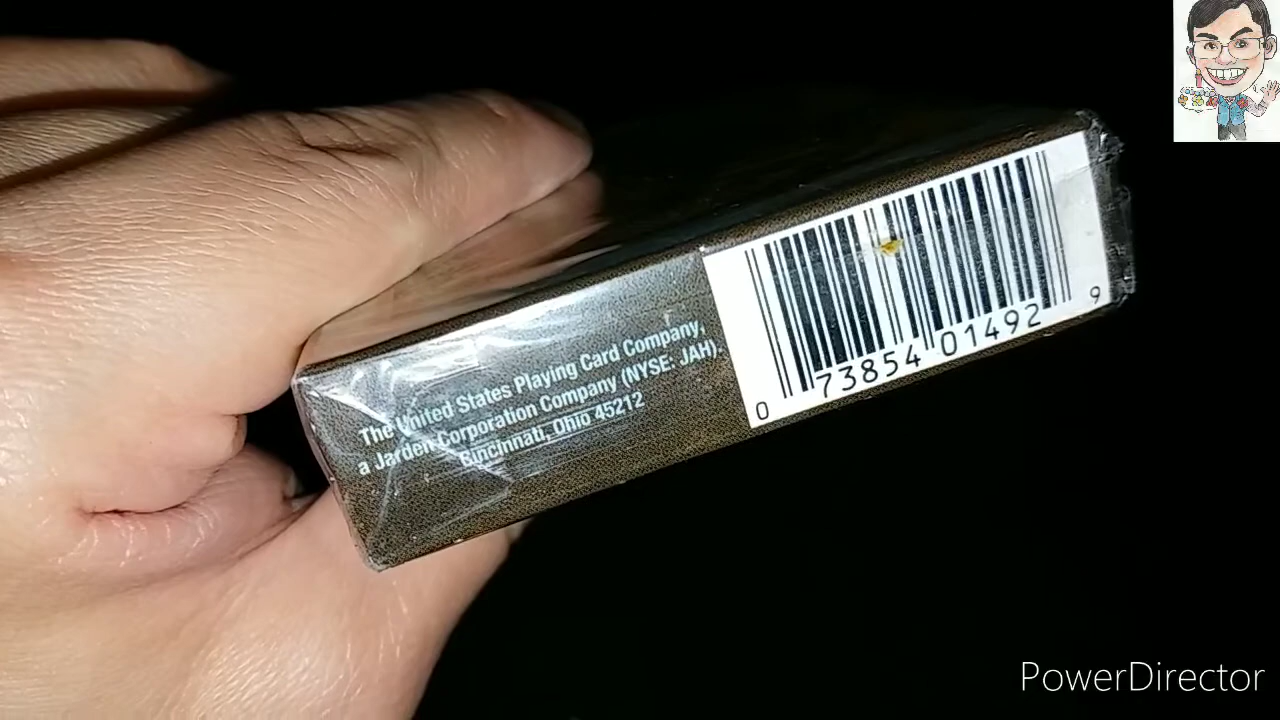 The United States Playing Card Company,
a Jarden Corporation Company (NYSE: JAH).
Cincinnati, Ohio 45212
0 73854 01492 9
PowerDirector